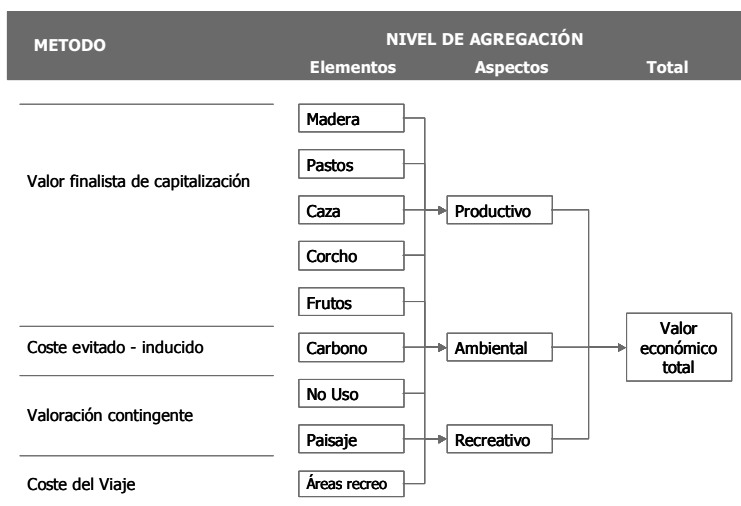 METODO
NIVEL DE AGREGACIÓN
Elementos Aspectos Total
Madera
Pastos
Valor finalista de capitalización
Caza
Productivo
Corcho
Frutos
Coste evitado - inducido
Carbono
Ambiental
Valor
económico
total
No Uso
Valoración contingente
Paisaje
Recreativo
Coste del Viaje
Áreas recreo